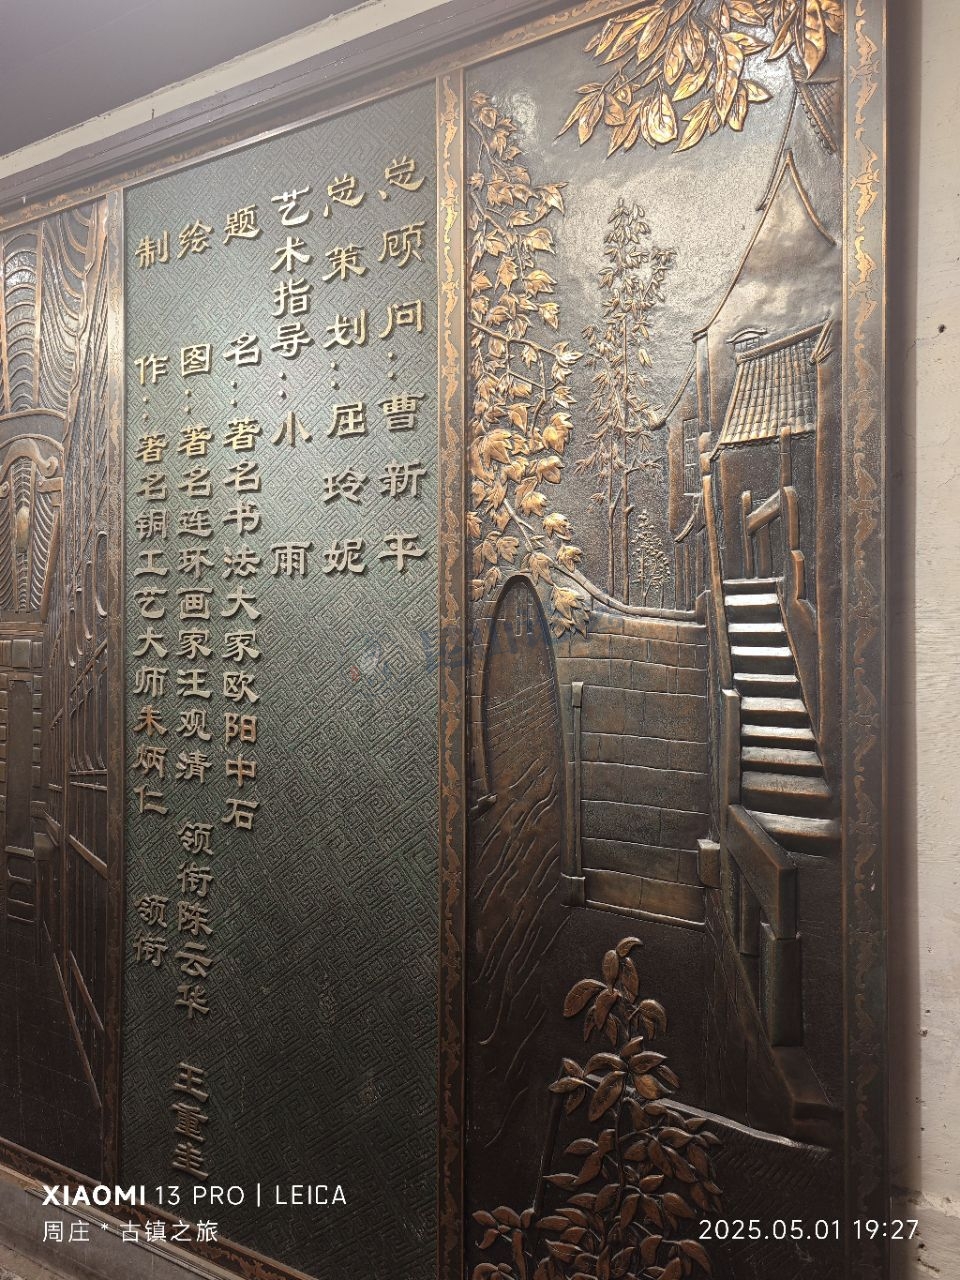 总顾问：曹新平
总策划：屈玲妮
艺术指导：小雨
题名：著名书法大家欧阳中石
绘图：著名连环画家汪观清 领衔陈云华 王重圭
制作：著名铜工艺大师朱炳仁 领衔
XIAOMI 13 PRO | LEICA
周庄 * 古镇之旅
2025.05.01 19:27